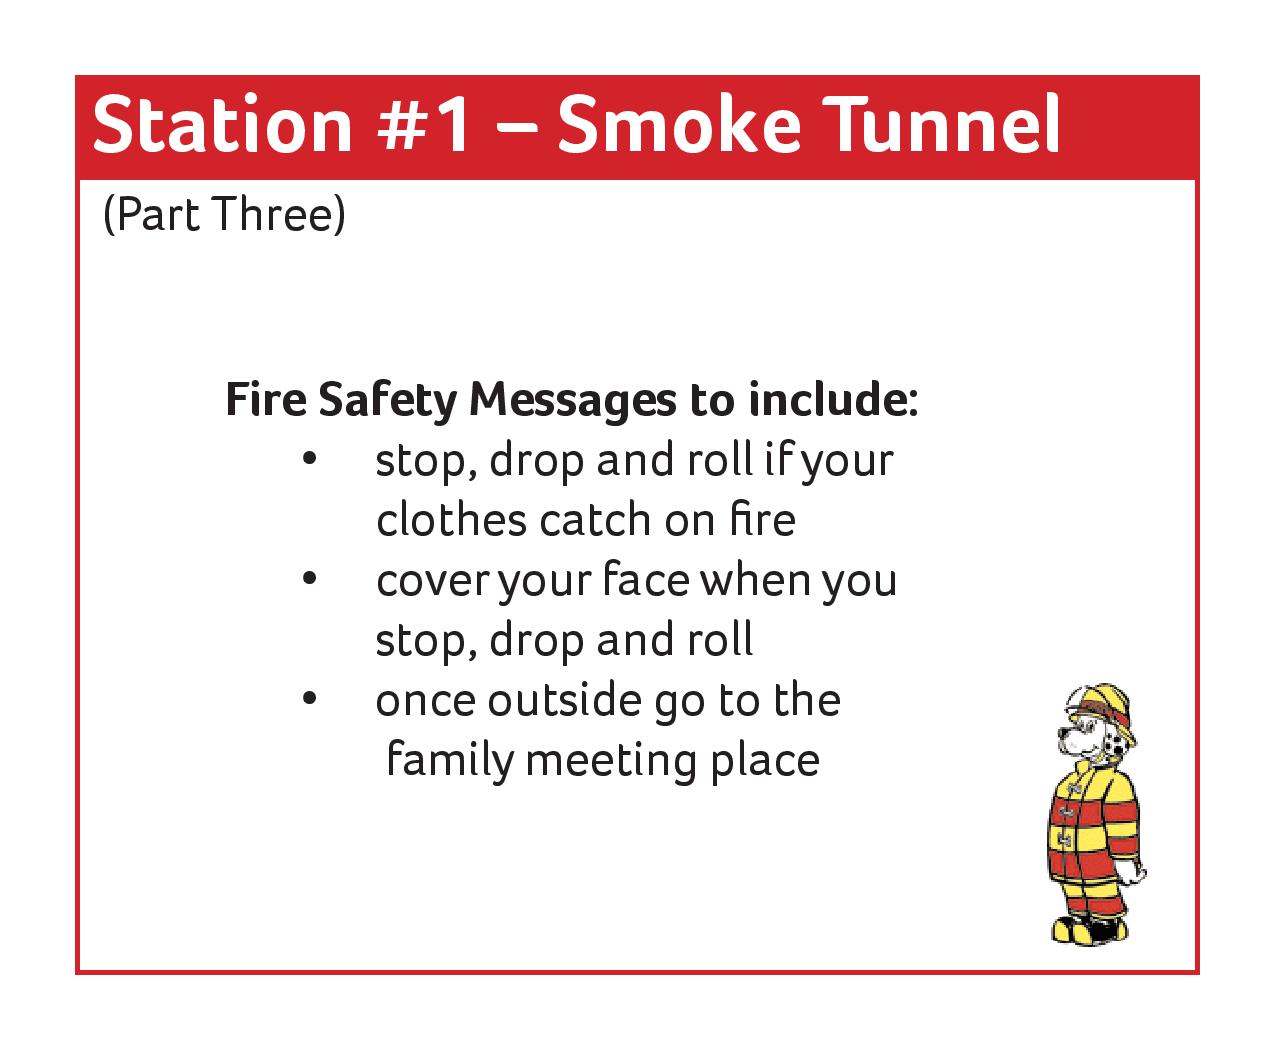 Station #1 – Smoke Tunnel
(Part Three)
Fire Safety Messages to include:
• stop, drop and roll if your
clothes catch on fire
• cover your face when you
stop, drop and roll
• once outside go to the
family meeting place